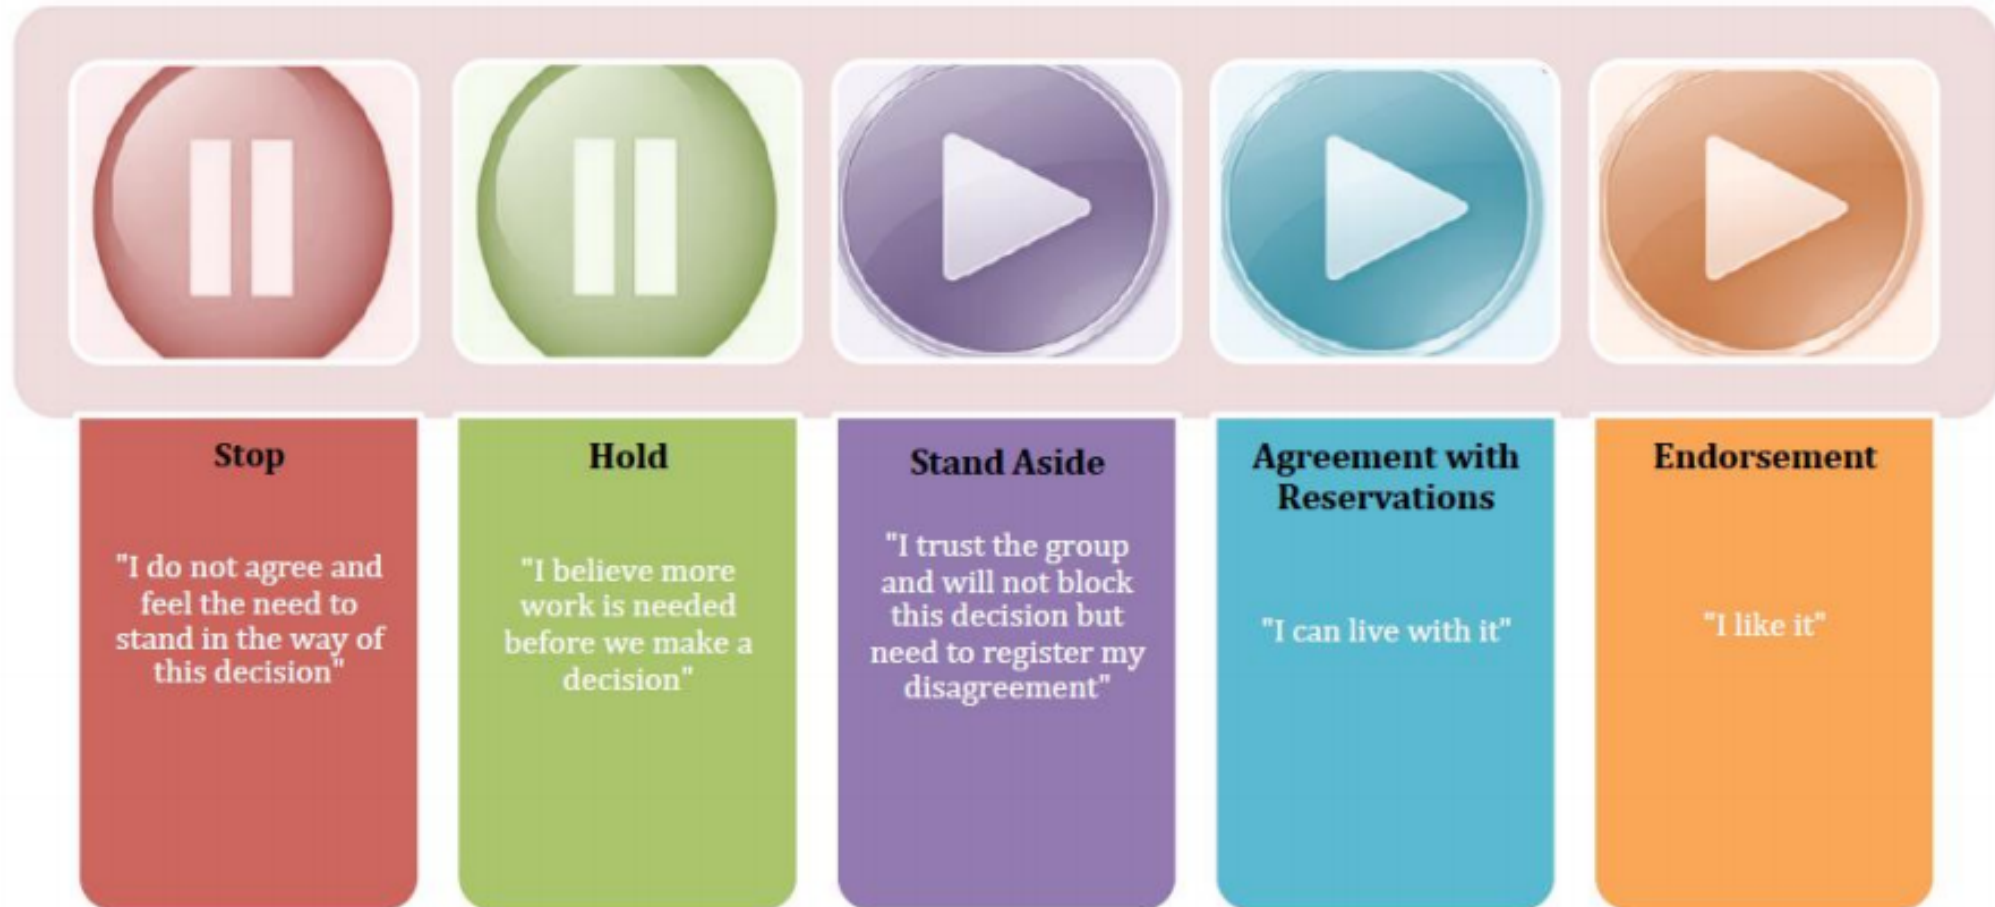 Stop
"I do not agree and
feel the need to
stand in the way of
this decision"
Hold
"I believe more
work is needed
before we make a
decision"
Stand Aside
"I trust the group
and will not block
this decision but
need to register my
disagreement"
Agreement with
Reservations
"I can live with it"
Endorsement
"I like it"